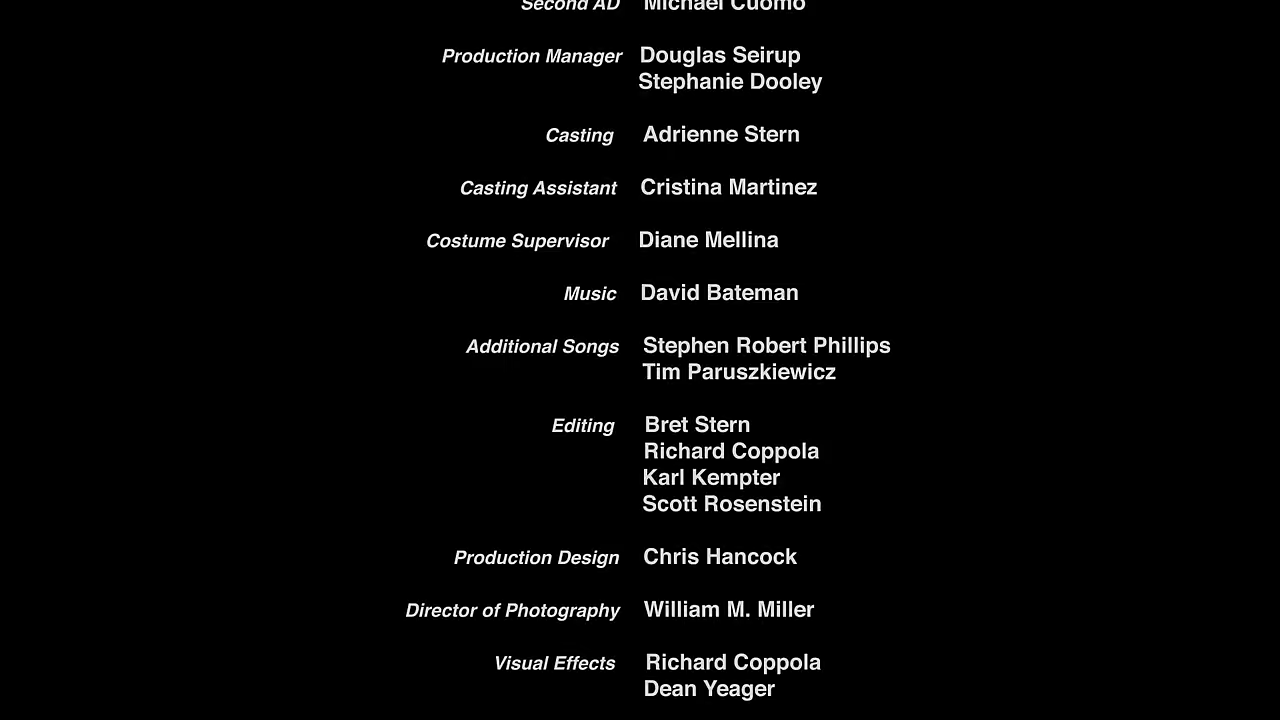 Second AD Michael Cuomo
Production Manager Douglas Seirup
Stephanie Dooley
Casting Adrienne Stern
Casting Assistant Cristina Martinez
Costume Supervisor Diane Mellina
Music David Bateman
Additional Songs Stephen Robert Phillips
Tim Paruszkiewicz
Editing Bret Stern
Richard Coppola
Karl Kempter
Scott Rosenstein
Production Design Chris Hancock
Director of Photography William M. Miller
Visual Effects Richard Coppola
Dean Yeager